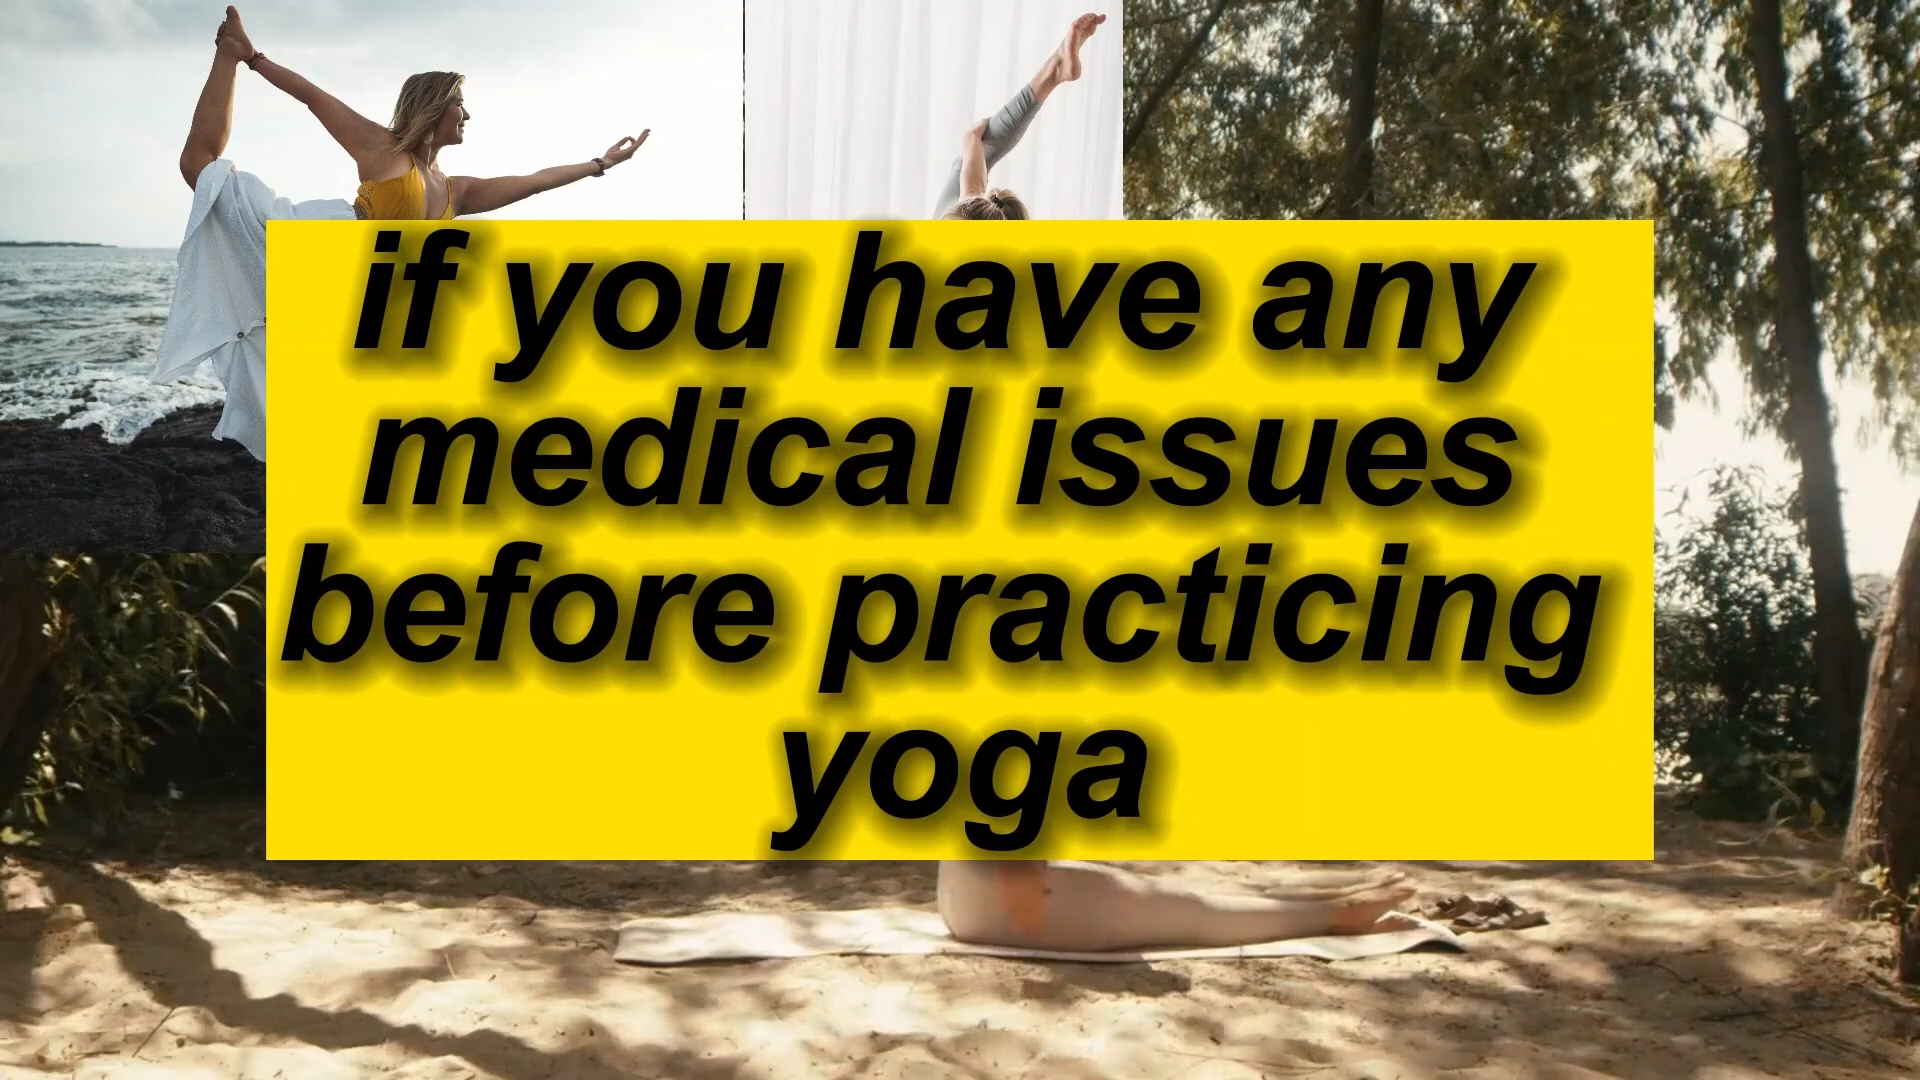 if you have any
medical issues
before practicing
yoga